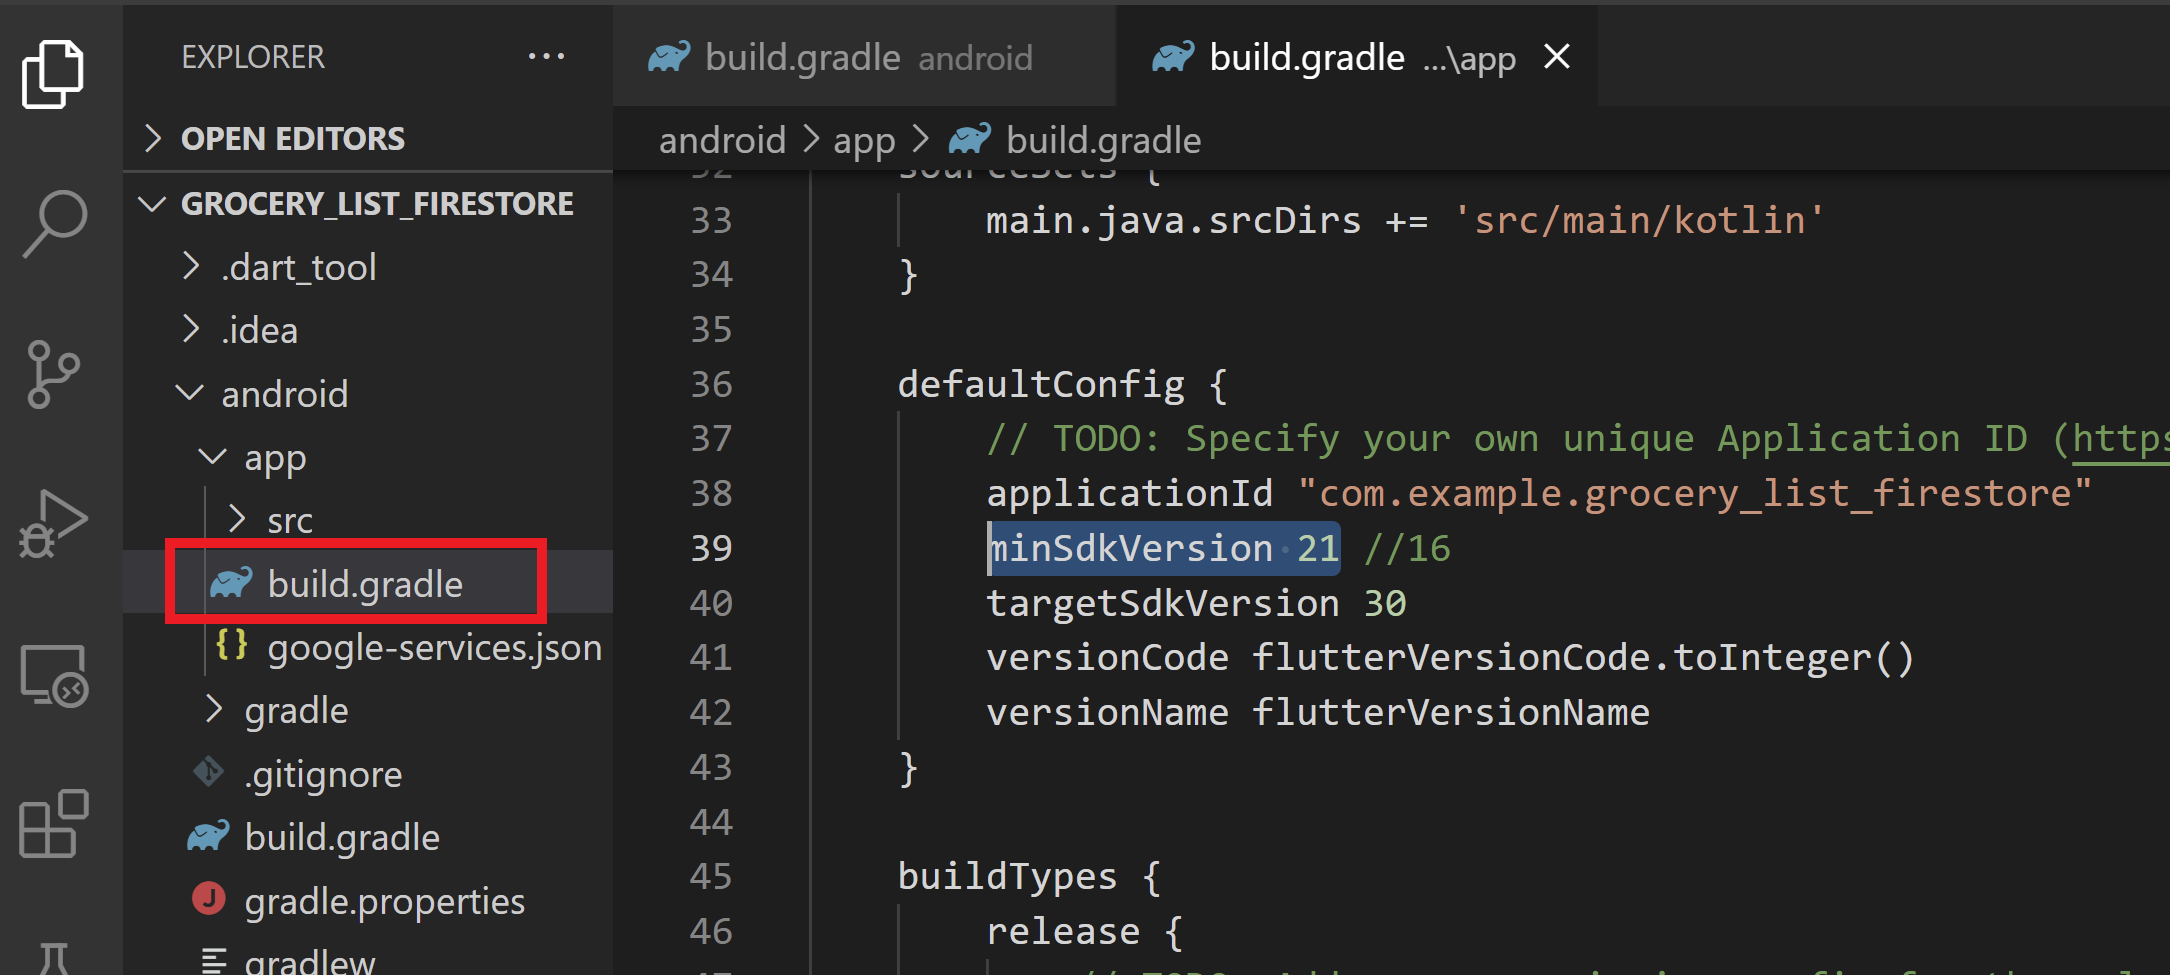 EXPLORER
OPEN EDITORS
GROCERY_LIST_FIRESTORE
.dart_tool
.idea
android
app
src
build.gradle
google-services.json
gradle
.gitignore
build.gradle
gradle.properties
gradlew
build.gradle android
build.gradle ...\app
android > app > build.gradle
32 sourceSets {
33 main.java.srcDirs += 'src/main/kotlin'
34 }
35
36 defaultConfig {
37 // TODO: Specify your own unique Application ID (https
38 applicationId "com.example.grocery_list_firestore"
39 minSdkVersion 21 //16
40 targetSdkVersion 30
41 versionCode flutterVersionCode.toInteger()
42 versionName flutterVersionName
43 }
44
45 buildTypes {
46 release {